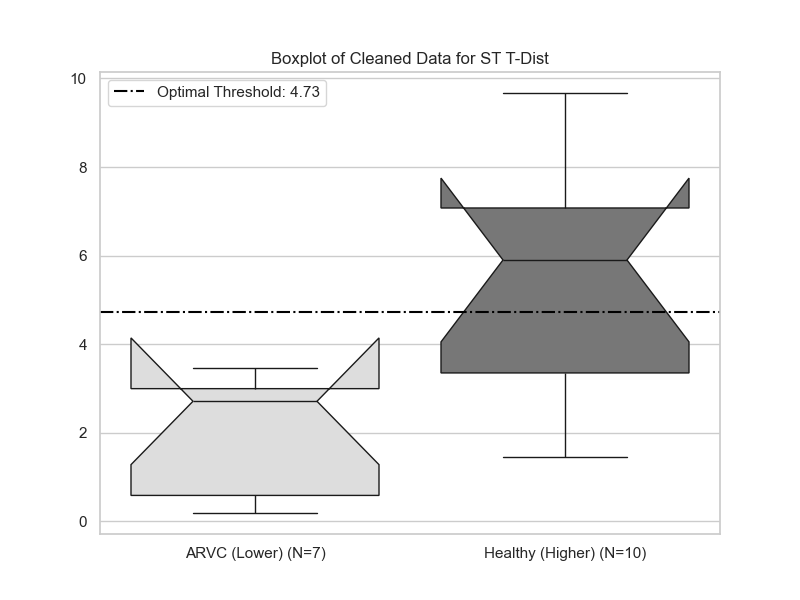 Boxplot of Cleaned Data for ST T-Dist
10
Optimal Threshold: 4.73
8
6
4
2
0
ARVC (Lower) (N=7)
Healthy (Higher) (N=10)